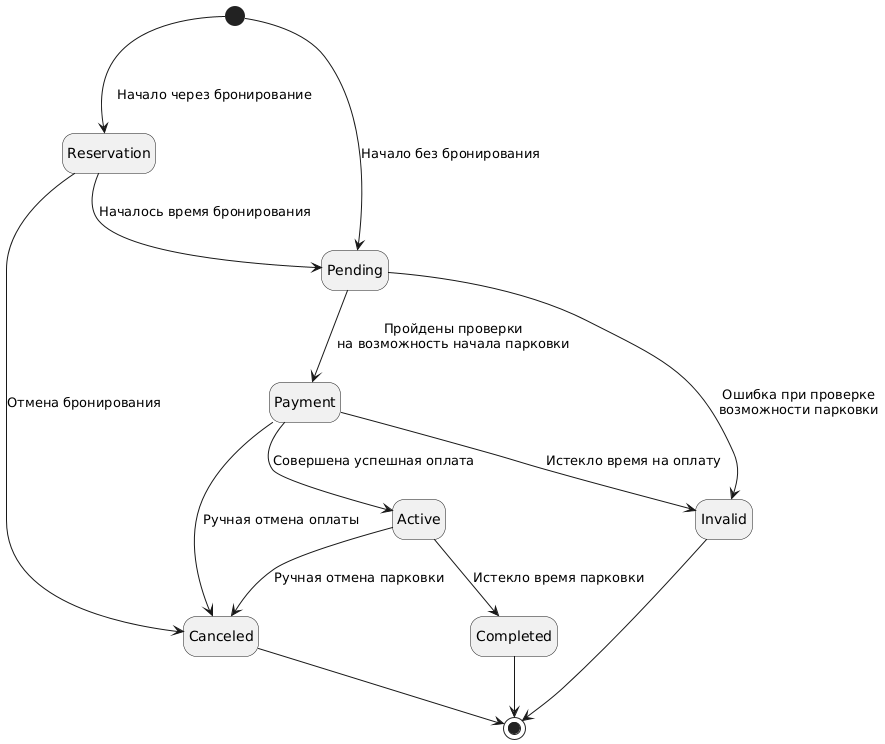 Начало через бронирование
Reservation
Начало без бронирования
Началось время бронирования
Pending
Пройдены проверки
на возможность начала парковки
Ошибка при проверке
возможности парковки
Payment
Отмена бронирования
Совершена успешная оплата
Истекло время на оплату
Ручная отмена оплаты
Active
Invalid
Ручная отмена парковки
Истекло время парковки
Canceled
Completed